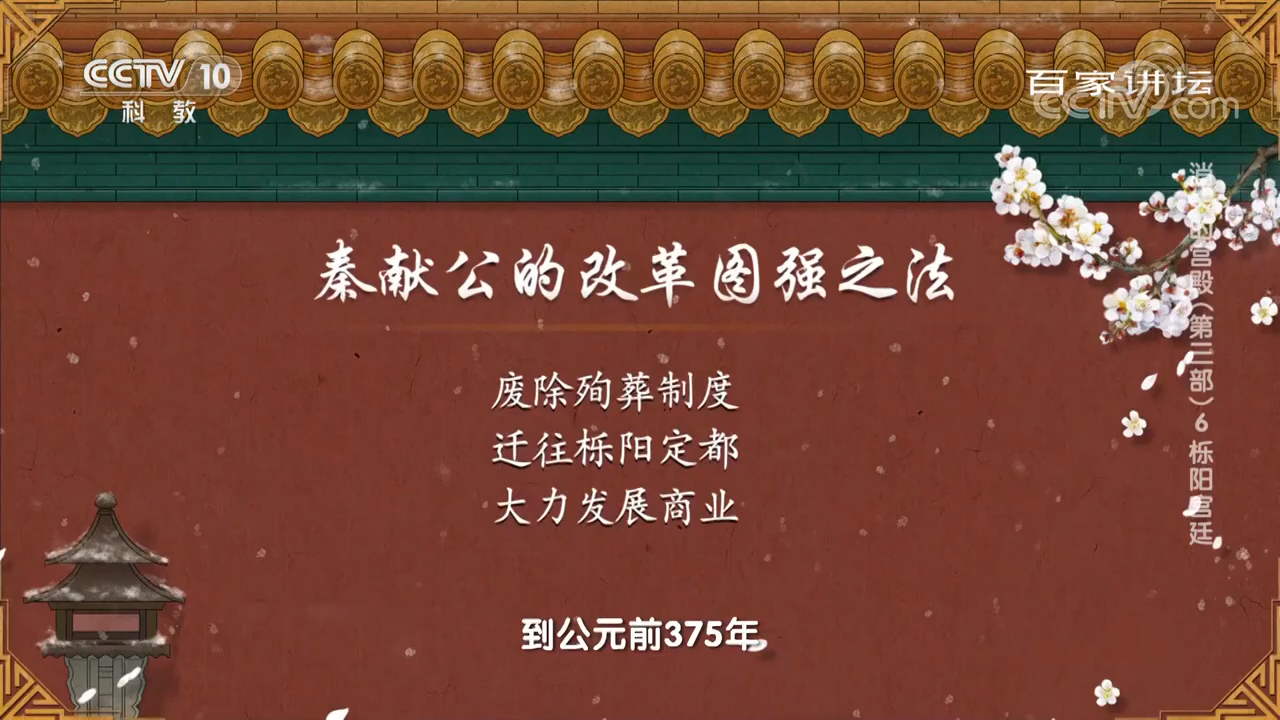 CCTV 10
科教
百家讲坛
CCTV.com
秦献公的改革图强之法
废除殉葬制度
迁往栎阳定都
大力发展商业
到公元前375年
宫殿(第三部)6 栎阳宫廷